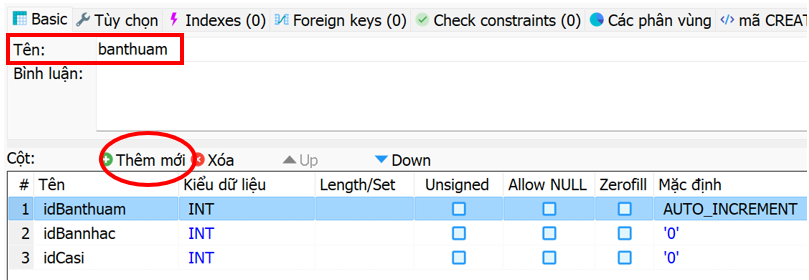 Basic Tùy chọn Indexes (0) Foreign keys (0) Check constraints (0) Các phân vùng </> mã CREA
Tên: banthuam
Bình luận:
Cột: Thêm mới Xóa Up Down
# Tên Kiểu dữ liệu Length/Set Unsigned Allow NULL Zerofill Mặc định
1 idBanthuam INT AUTO_INCREMENT
2 idBannhac INT '0'
3 idCasi INT '0'